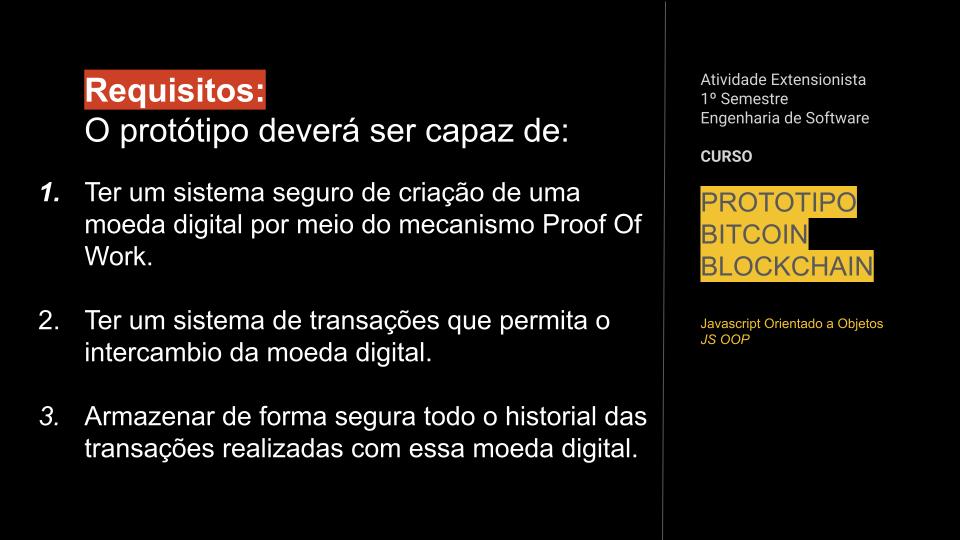 Requisitos:
O protótipo deverá ser capaz de:
1. Ter um sistema seguro de criação de uma
moeda digital por meio do mecanismo Proof Of
Work.
2. Ter um sistema de transações que permita o
intercambio da moeda digital.
3. Armazenar de forma segura todo o historial das
transações realizadas com essa moeda digital.
Atividade Extensionista
1º Semestre
Engenharia de Software
CURSO
PROTOTIPO
BITCOIN
BLOCKCHAIN
Javascript Orientado a Objetos
JS OOP